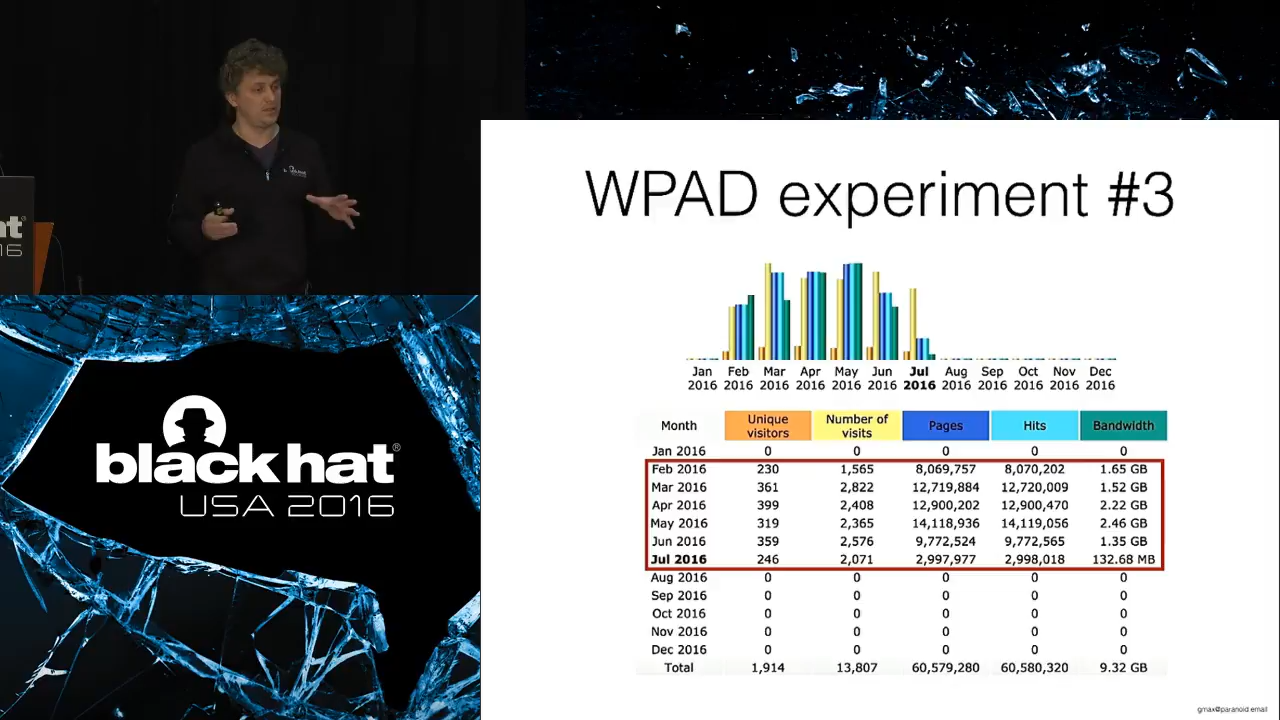 hat
16
WPAD experiment #3
Jan Feb Mar Apr May Jun Jul Aug Sep Oct Nov Dec
2016 2016 2016 2016 2016 2016 2016 2016 2016 2016 2016 2016
Month Unique visitors Number of visits Pages Hits Bandwidth
Jan 2016 0 0 0 0 0
Feb 2016 230 1,565 8,069,757 8,070,202 1.65 GB
Mar 2016 361 2,822 12,719,884 12,720,009 1.52 GB
Apr 2016 399 2,408 12,900,202 12,900,470 2.22 GB
May 2016 319 2,365 14,118,936 14,119,056 2.46 GB
Jun 2016 359 2,576 9,772,524 9,772,565 1.35 GB
Jul 2016 246 2,071 2,997,977 2,998,018 132.68 MB
Aug 2016 0 0 0 0 0
Sep 2016 0 0 0 0 0
Oct 2016 0 0 0 0 0
Nov 2016 0 0 0 0 0
Dec 2016 0 0 0 0 0
Total 1,914 13,807 60,579,280 60,580,320 9.32 GB
gmax@paranoid.email
black hat®
USA 2016